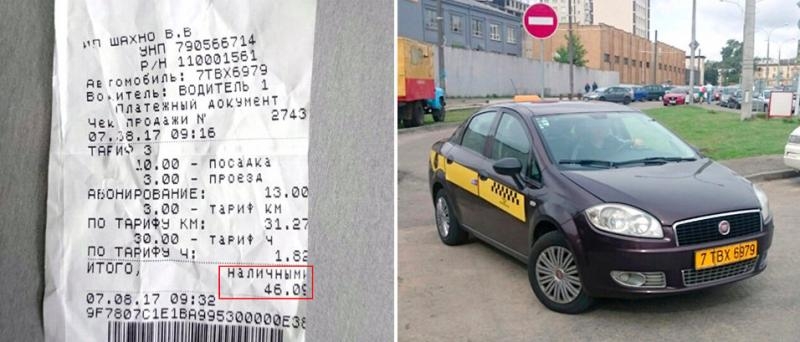 ИП ШАХНО В.В
УНП 790566714
Р/Н 110001561
Автомобиль: 7TBX6979
Водитель: ВОДИТЕЛЬ 1
Платежный документ
Чек продажи N 2743
07.08.17 09:16
ТАРИФ 3
10.00 - посадка
3.00 - проезд
АБОНИРОВАНИЕ: 13.00
3.00 - тариф КМ
ПО ТАРИФУ КМ: 31.27
30.00 - тариф Ч
ПО ТАРИФУ Ч: 1.82
ИТОГО, наличными
46.09
07.08.17 09:32
9F7807C1E1BA995300000E38
7 TBX 6979